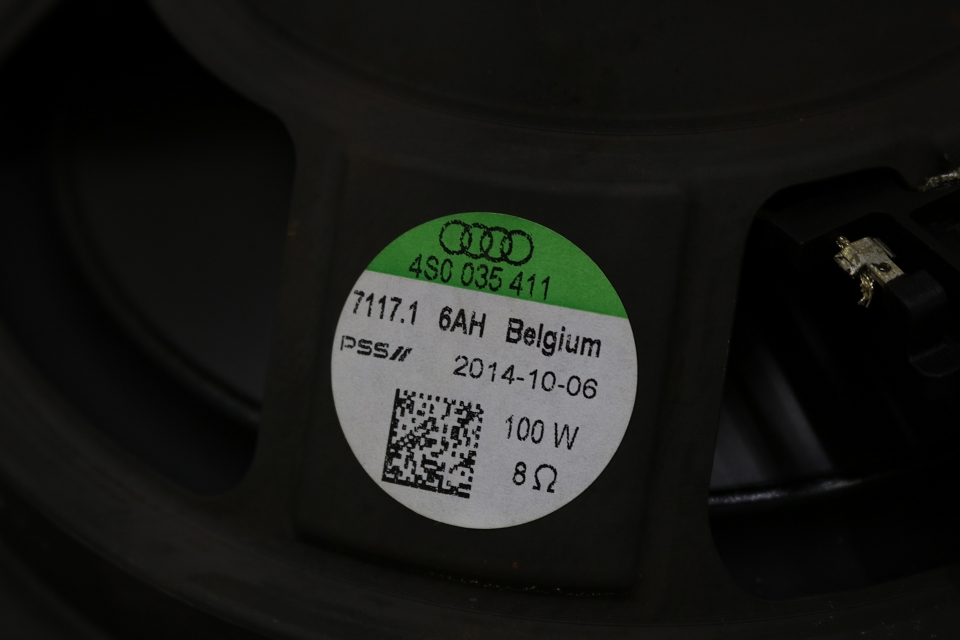 4S0 035 411
7117.1 6AH Belgium
PSS//
2014-10-06
100 W
8 Ω